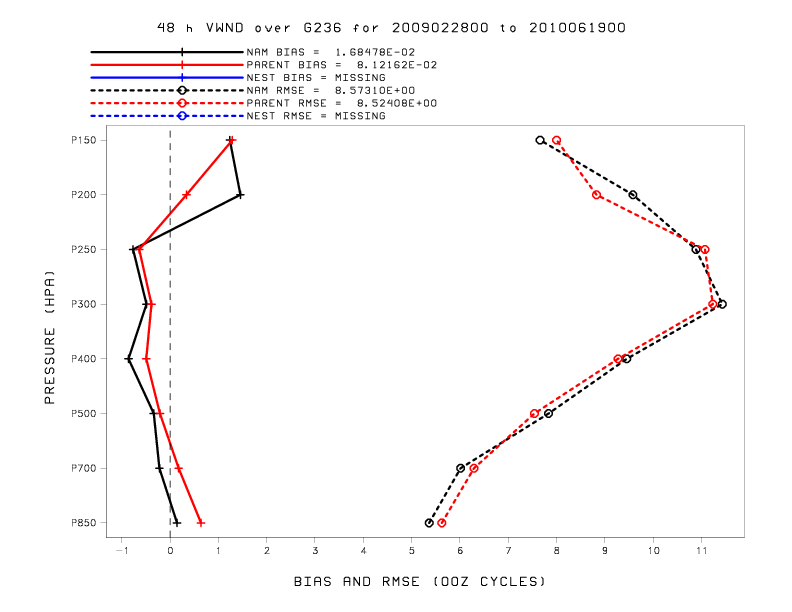 48 h VWND over G236 for 2009022800 to 2010061900
NAM BIAS = 1.68478E-02
PARENT BIAS = 8.12162E-02
NEST BIAS = MISSING
NAM RMSE = 8.57310E+00
PARENT RMSE = 8.52408E+00
NEST RMSE = MISSING
P150
P200
P250
P300
P400
P500
P700
P850
PRESSURE (HPA)
-1 0 1 2 3 4 5 6 7 8 9 10 11
BIAS AND RMSE (00Z CYCLES)